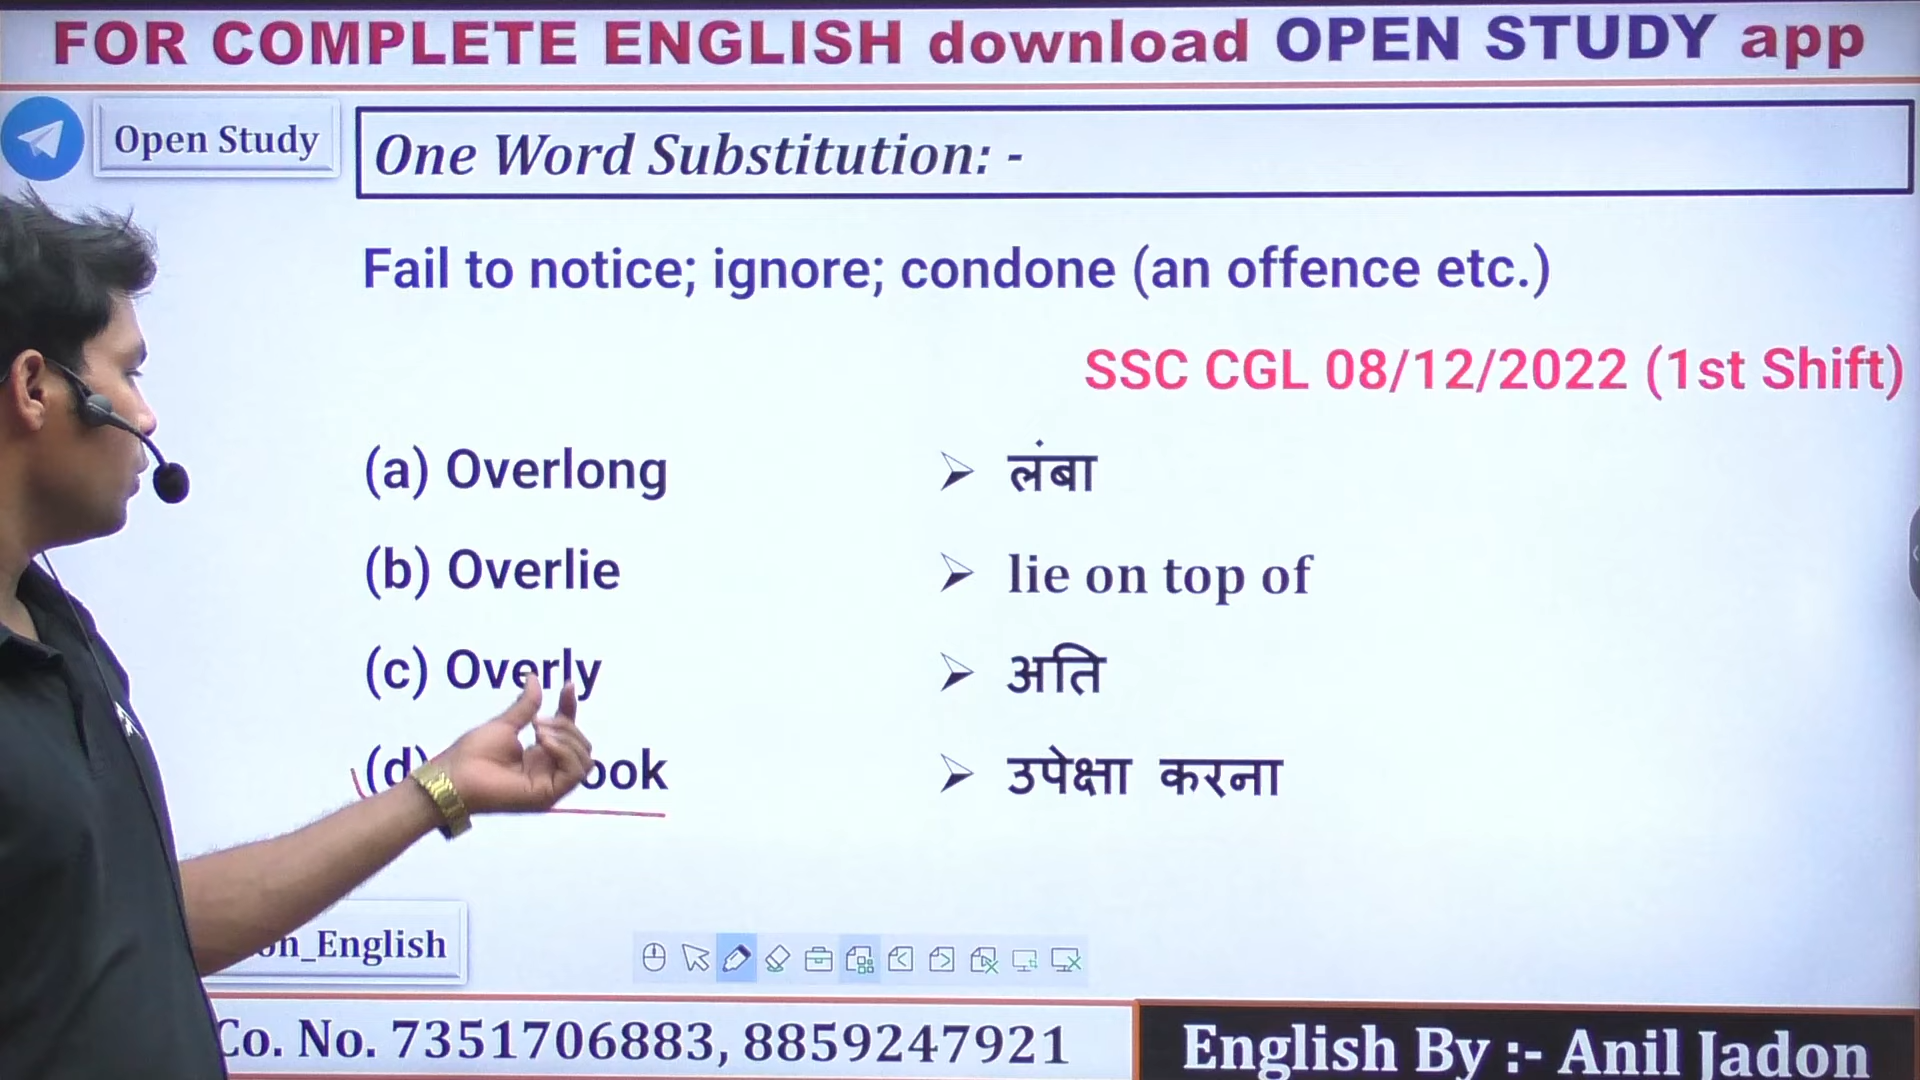 FOR COMPLETE ENGLISH download OPEN STUDY app
Open Study
One Word Substitution: -
Fail to notice; ignore; condone (an offence etc.)
SSC CGL 08/12/2022 (1st Shift)
(a) Overlong ➢ लंबा
(b) Overlie ➢ lie on top of
(c) Overly ➢ अति
(d) ook ➢ उपेक्षा करना
on_English
Co. No. 7351706883, 8859247921
English By :- Anil Jadon